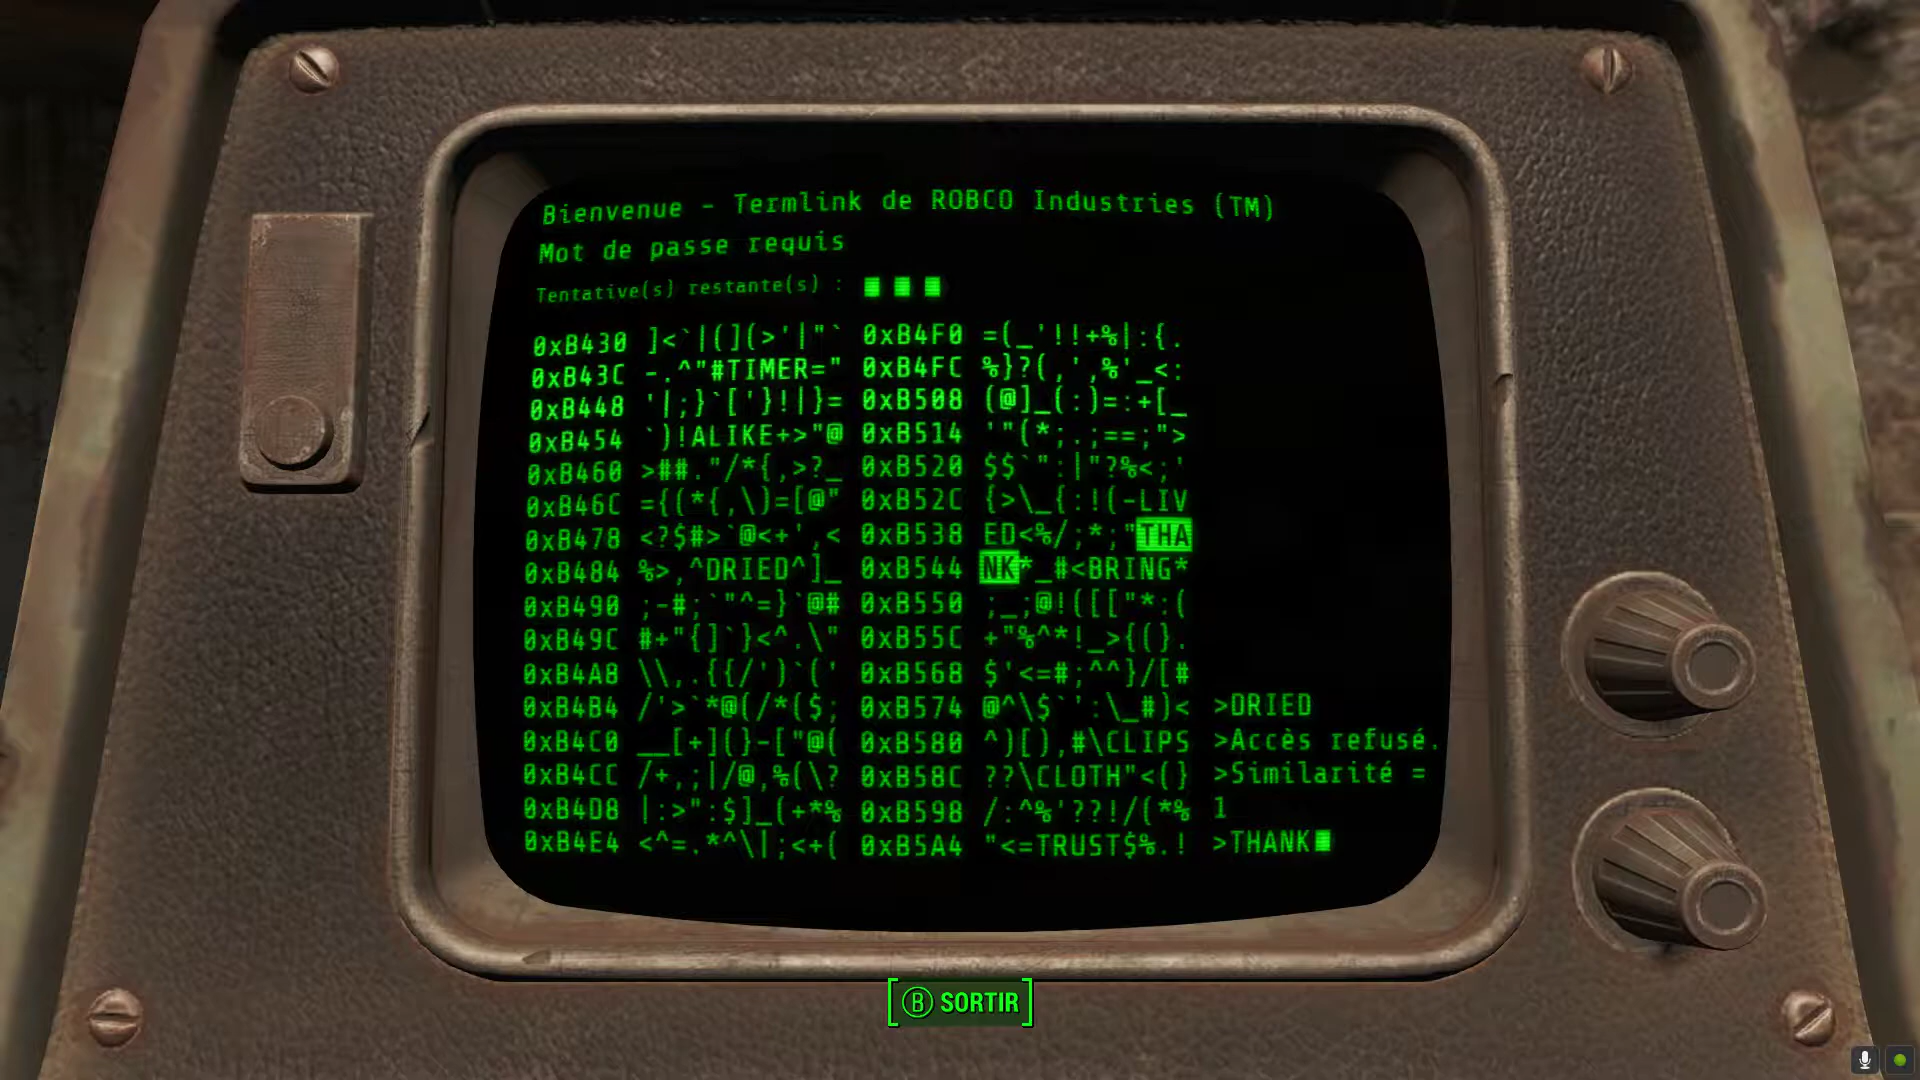 Bienvenue - Termlink de ROBCO Industries (TM)
Mot de passe requis
Tentative(s) restante(s) :
0xB430 ]<`|(](>'|"` 0xB4F0 =(_'!!+%|:{.
0xB43C -.^"#TIMER=" 0xB4FC %}?(,',%'_<:
0xB448 '|;}`['}!|}= 0xB508 (@]_(:)=:+[_
0xB454 `)!ALIKE+>"@ 0xB514 '"(*;.;==;">
0xB460 >##."/*{,>?_ 0xB520 $$`":|"?%<;'
0xB46C ={(*{,\)=[@" 0xB52C {>\_{:!(-LIV
0xB478 <?$#>`@<+',< 0xB538 ED<%/;*;"THA
0xB484 %>,^DRIED^]_ 0xB544 NK*_#<BRING*
0xB490 ;-#;`"^=}`@# 0xB550 ;_;@!([["*:(
0xB49C #+"{]`}<^.\" 0xB55C +"%^*!_>{(}.
0xB4A8 \\,.{{/')`(' 0xB568 $'<=#;^^}/[#
0xB4B4 /'>`*@(/*($; 0xB574 @^\$`':\_#)< >DRIED
0xB4C0 __[+](}-["@( 0xB580 ^)[),#\CLIPS >Accès refusé.
0xB4CC /+,;|/@,%(\? 0xB58C ??\CLOTH"<(} >Similarité =
0xB4D8 |:>":$]_(+*% 0xB598 /:^%'??!/(*% 1
0xB4E4 <^=.*^\|;<+( 0xB5A4 "<=TRUST$%.! >THANK
B SORTIR